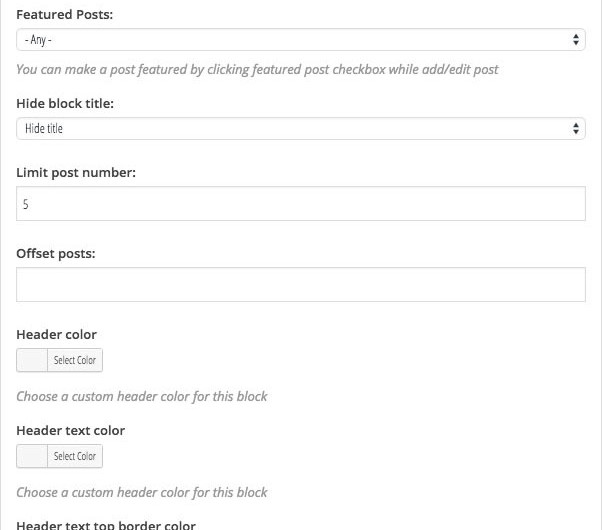 Featured Posts:
- Any -
You can make a post featured by clicking featured post checkbox while add/edit post
Hide block title:
Hide title
Limit post number:
5
Offset posts:
Header color
Select Color
Choose a custom header color for this block
Header text color
Select Color
Choose a custom header color for this block
Header text top border color